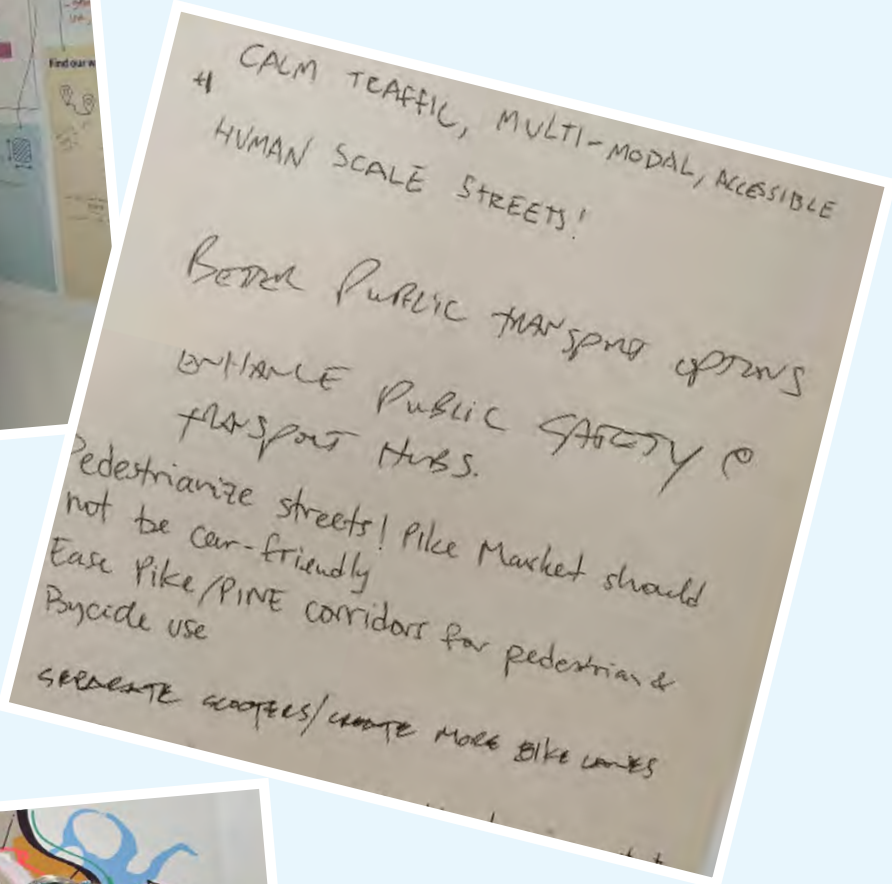 Find our w
CALM TRAFFIC, MULTI-MODAL, ACCESSIBLE
HUMAN SCALE STREETS!
BETTER PUBLIC TRANSPORT OPTIONS
ENHANCE PUBLIC SAFETY @
TRANSPORT HUBS.
Pedestrianize streets! Pike Market should
not be car-friendly
Ease Pike/PINE corridors for pedestrian &
Bycicle use
SEPARATE SCOOTERS/CREATE MORE BIKE LANES